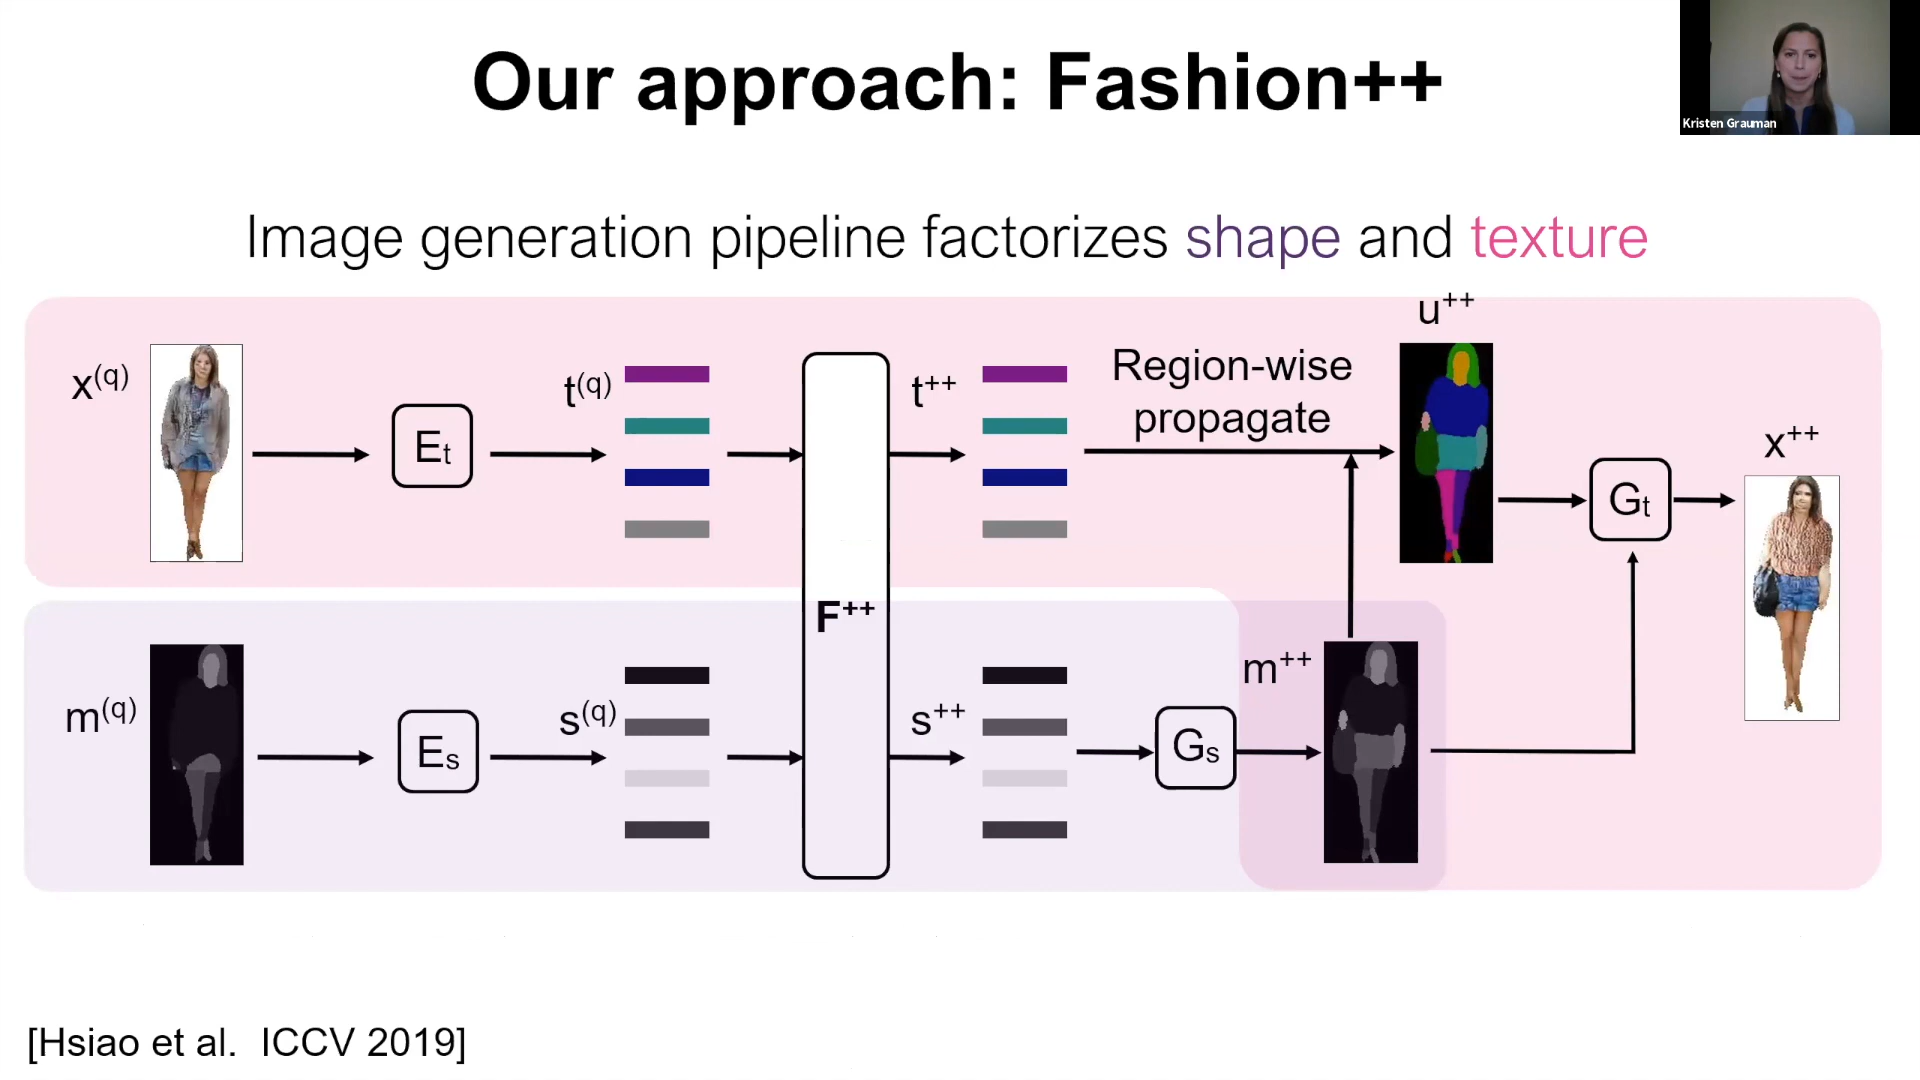 Our approach: Fashion++
Kristen Grauman
Image generation pipeline factorizes shape and texture
u++
x(q)
Et
t(q)
t++
Region-wise
propagate
x++
Gt
F++
m(q)
Es
s(q)
s++
Gs
m++
[Hsiao et al. ICCV 2019]